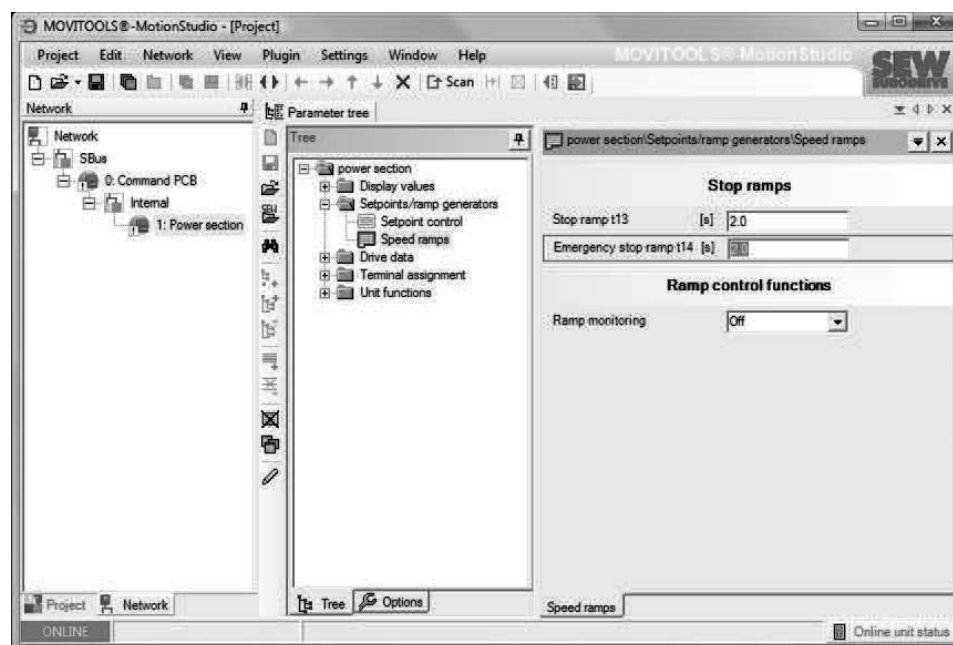 MOVITOOLS®-MotionStudio - [Project]
Project Edit Network View Plugin Settings Window Help
MOVITOOLS®-MotionStudio
SEW
EURODRIVE
Scan
Network
Parameter tree
Network
SBus
0: Command PCB
Internal
1: Power section
Tree
power section
Display values
Setpoints/ramp generators
Setpoint control
Speed ramps
Drive data
Terminal assignment
Unit functions
power section\Setpoints/ramp generators\Speed ramps
Stop ramps
Stop ramp t13 [s] 2.0
Emergency stop ramp t14 [s] 2.0
Ramp control functions
Ramp monitoring Off
Project Network
Tree Options
Speed ramps
ONLINE
Online unit status